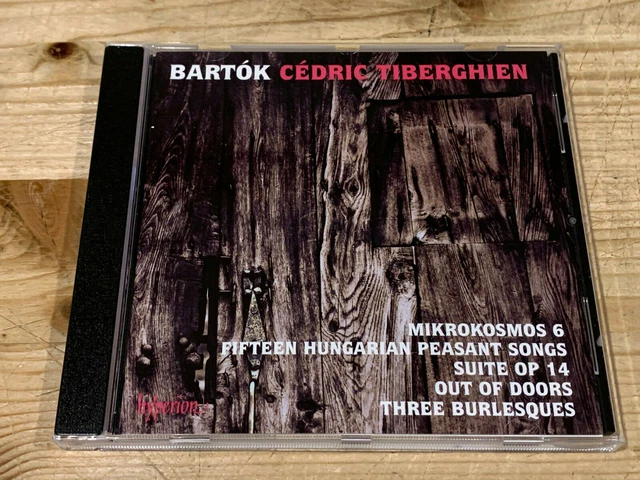 BARTÓK CÉDRIC TIBERGHIEN
MIKROKOSMOS 6
FIFTEEN HUNGARIAN PEASANT SONGS
SUITE OP 14
OUT OF DOORS
THREE BURLESQUES
hyperion